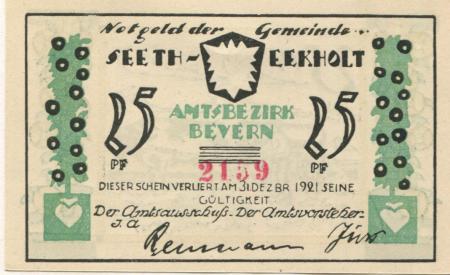 Notgeld der Gemeinde
SEETH-EEKHOLT
25 PF AMTSBEZIRK BEVERN 25 PF
2159
DIESER SCHEIN VERLIERT AM 31 DEZBR 1921 SEINE
GÜLTIGKEIT
Der Amtsausschuß. Der Amtsvorsteher.
I.A